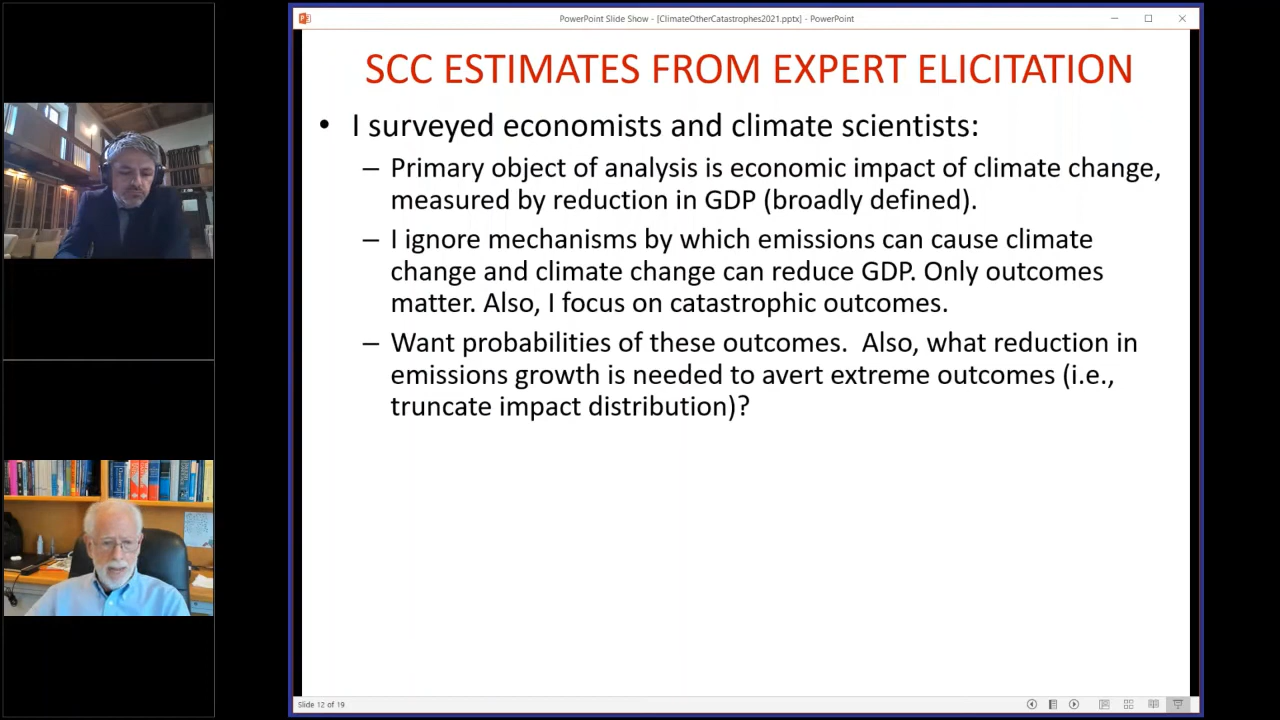 PowerPoint Slide Show - [ClimateOtherCatastrophes2021.pptx] - PowerPoint
SCC ESTIMATES FROM EXPERT ELICITATION
• I surveyed economists and climate scientists:
– Primary object of analysis is economic impact of climate change,
measured by reduction in GDP (broadly defined).
– I ignore mechanisms by which emissions can cause climate
change and climate change can reduce GDP. Only outcomes
matter. Also, I focus on catastrophic outcomes.
– Want probabilities of these outcomes.  Also, what reduction in
emissions growth is needed to avert extreme outcomes (i.e.,
truncate impact distribution)?
Slide 12 of 19